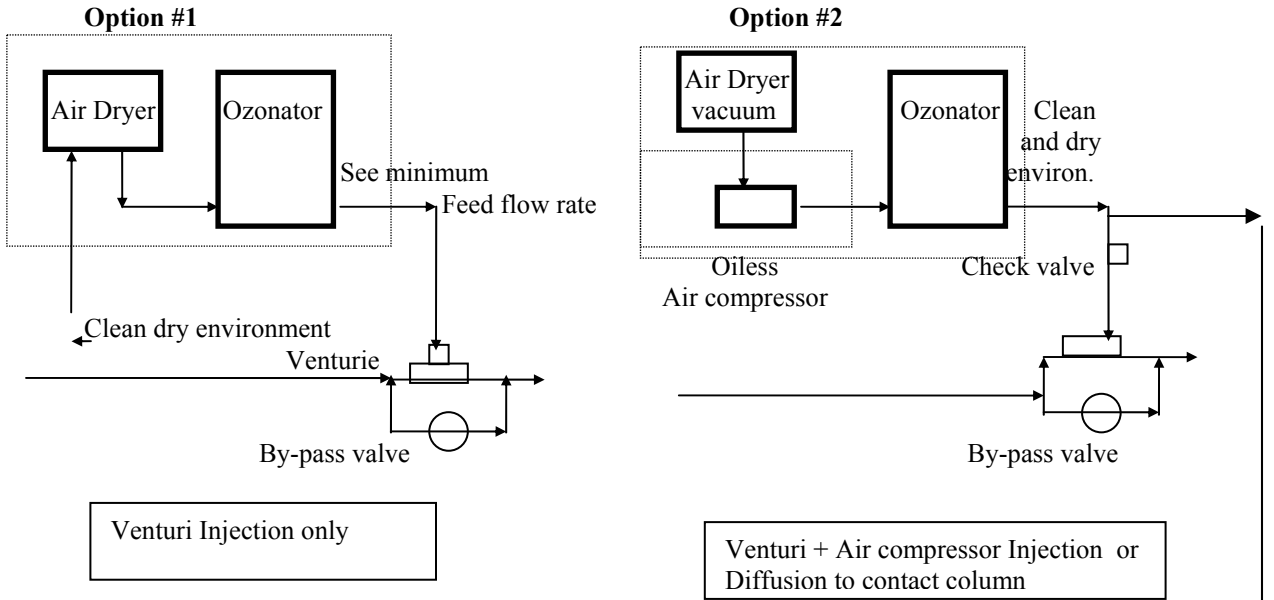 Option #1
Air Dryer
Ozonator
See minimum
Feed flow rate
Clean dry environment
Venturie
By-pass valve
Venturi Injection only
Option #2
Air Dryer
vacuum
Ozonator
Clean
and dry
environ.
Oiless
Air compressor
Check valve
By-pass valve
Venturi + Air compressor Injection or
Diffusion to contact column